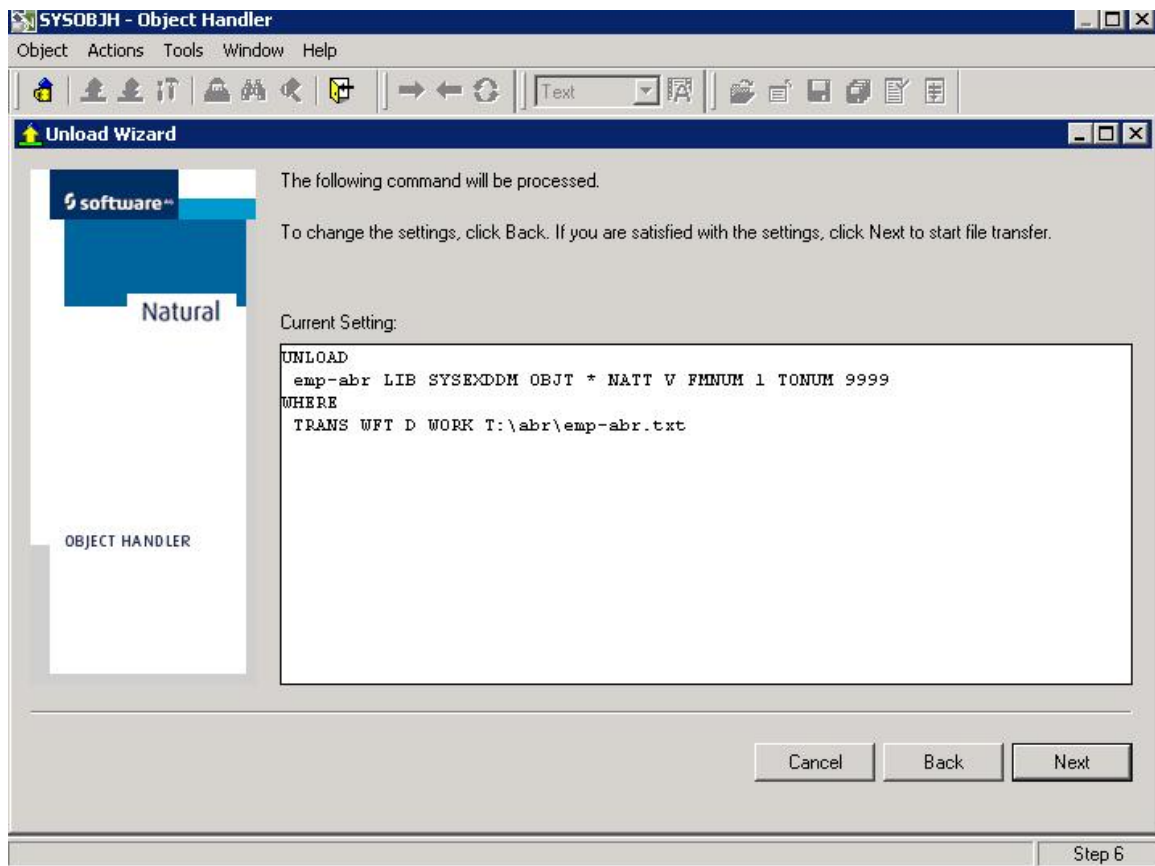 SYSOBJH - Object Handler
Object Actions Tools Window Help
Text
Unload Wizard
software AG
Natural
OBJECT HANDLER
The following command will be processed.
To change the settings, click Back. If you are satisfied with the settings, click Next to start file transfer.
Current Setting:
UNLOAD
emp-abr LIB SYSEXDDM OBJT * NATT V FMNUM 1 TONUM 9999
WHERE
TRANS WFT D WORK T:\abr\emp-abr.txt
Cancel Back Next
Step 6